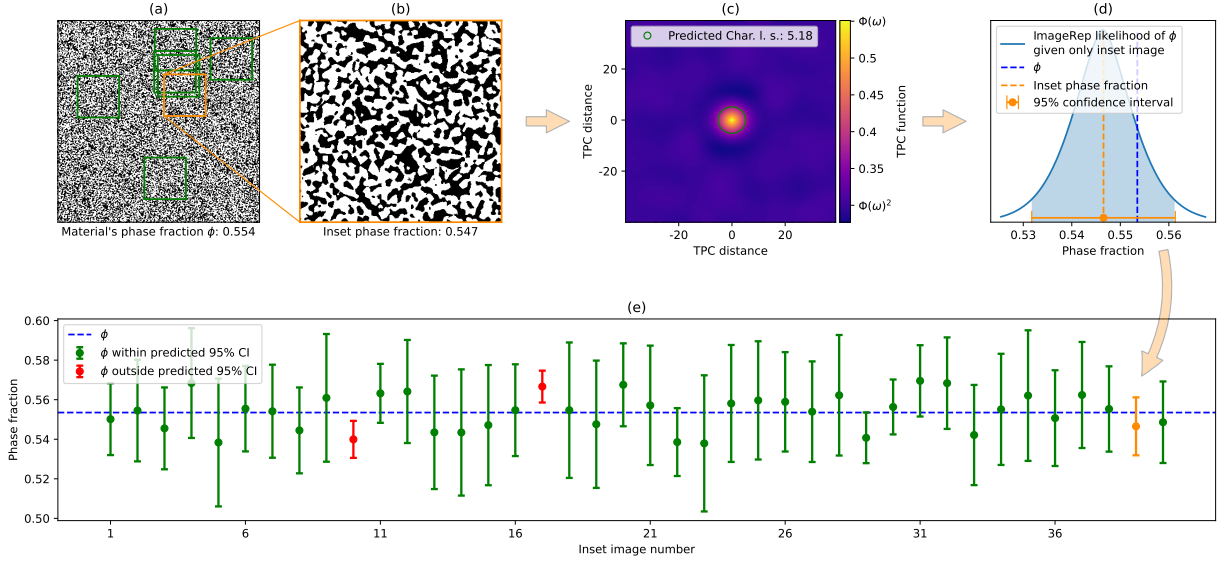 (a)
(b)
(c)
(d)
Material's phase fraction ϕ: 0.554
Inset phase fraction: 0.547
Predicted Char. l. s.: 5.18
TPC distance
20
0
-20
-20
0
20
TPC distance
Φ(ω)
0.5
0.45
0.4
0.35
Φ(ω)²
TPC function
ImageRep likelihood of ϕ
given only inset image
ϕ
Inset phase fraction
95% confidence interval
0.53
0.54
0.55
0.56
Phase fraction
(e)
ϕ
ϕ within predicted 95% CI
ϕ outside predicted 95% CI
Phase fraction
0.60
0.58
0.56
0.54
0.52
0.50
1
6
11
16
21
26
31
36
Inset image number